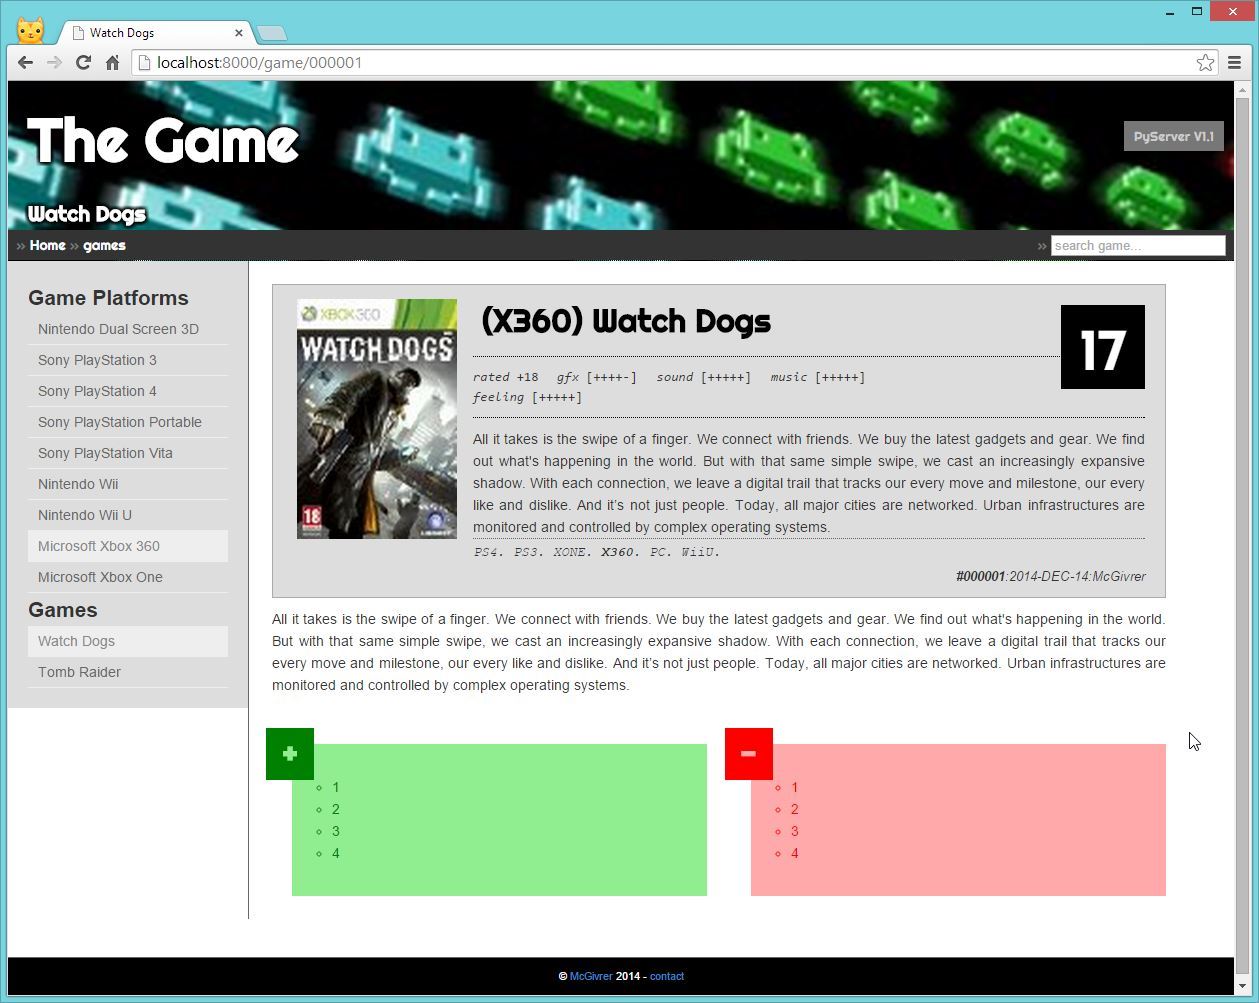 Watch Dogs
localhost:8000/game/000001
The Game
PyServer V1.1
Watch Dogs
» Home » games
» search game...
Game Platforms
Nintendo Dual Screen 3D
Sony PlayStation 3
Sony PlayStation 4
Sony PlayStation Portable
Sony PlayStation Vita
Nintendo Wii
Nintendo Wii U
Microsoft Xbox 360
Microsoft Xbox One
Games
Watch Dogs
Tomb Raider
XBOX 360
WATCH DOGS
18
UBISOFT
(X360) Watch Dogs
17
rated +18 gfx [++++-] sound [+++++] music [+++++]
feeling [+++++]
All it takes is the swipe of a finger. We connect with friends. We buy the latest gadgets and gear. We find
out what's happening in the world. But with that same simple swipe, we cast an increasingly expansive
shadow. With each connection, we leave a digital trail that tracks our every move and milestone, our every
like and dislike. And it's not just people. Today, all major cities are networked. Urban infrastructures are
monitored and controlled by complex operating systems.
PS4. PS3. XONE. X360. PC. WiiU.
#000001:2014-DEC-14:McGivrer
All it takes is the swipe of a finger. We connect with friends. We buy the latest gadgets and gear. We find out what's happening in the world.
But with that same simple swipe, we cast an increasingly expansive shadow. With each connection, we leave a digital trail that tracks our
every move and milestone, our every like and dislike. And it's not just people. Today, all major cities are networked. Urban infrastructures are
monitored and controlled by complex operating systems.
+
1
2
3
4
-
1
2
3
4
© McGivrer 2014 - contact